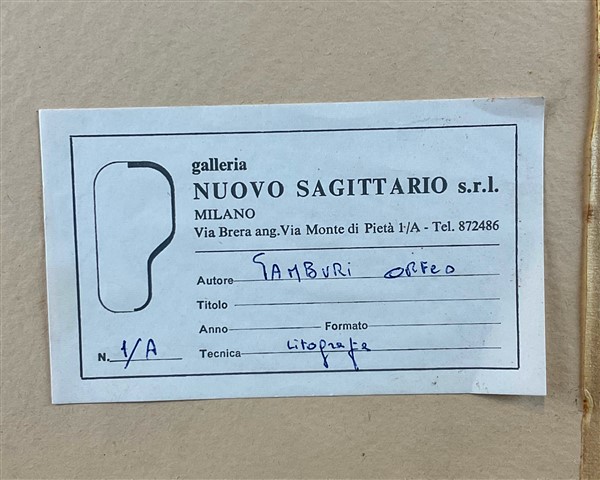 galleria
NUOVO SAGITTARIO s.r.l.
MILANO
Via Brera ang.Via Monte di Pietà 1/A - Tel. 872486
Autore TAMBURI ORFEO
Titolo
Anno Formato
N. 1/A Tecnica Litografia